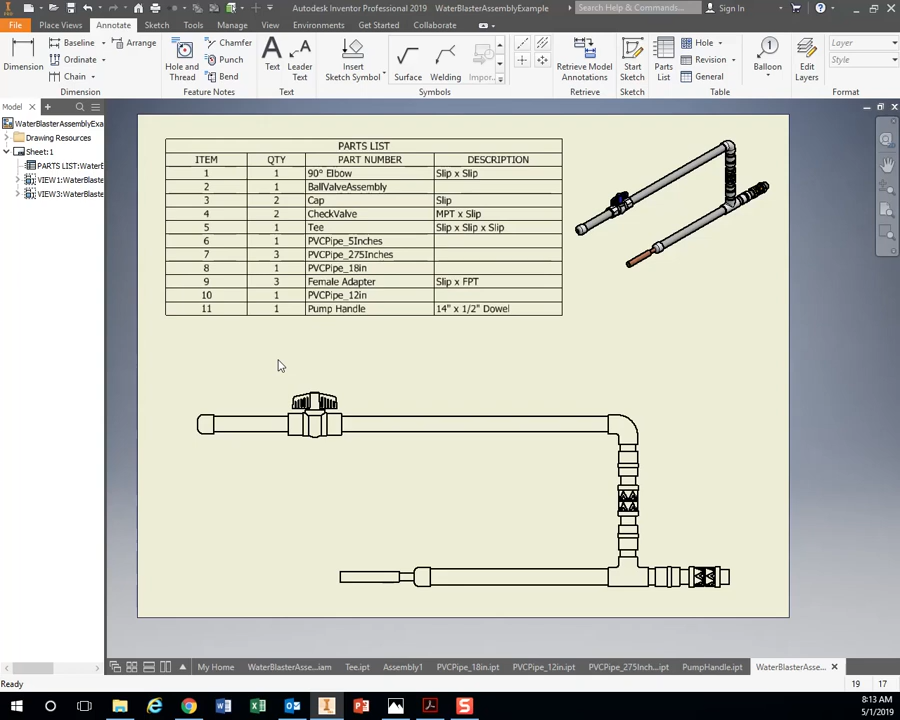 Autodesk Inventor Professional 2019 WaterBlasterAssemblyExample
Search Help & Commands...
Sign In
PRO
File Place Views Annotate Sketch Tools Manage View Environments Get Started Collaborate
Dimension
Baseline
Ordinate
Chain
Arrange
Dimension
Hole and
Thread
Chamfer
Punch
Bend
Feature Notes
Text
Leader
Text
Text
Insert
Sketch Symbol
Surface Welding Impor...
Symbols
Retrieve Model
Annotations
Retrieve
Start
Sketch
Sketch
Parts
List
Hole
Revision
General
Table
Balloon
Edit
Layers
Layer
Style
Format
Model
WaterBlasterAssemblyExa
Drawing Resources
Sheet:1
PARTS LIST:WaterE
VIEW1:WaterBlaste
VIEW3:WaterBlaste
PARTS LIST
ITEM QTY PART NUMBER DESCRIPTION
1 1 90° Elbow Slip x Slip
2 1 BallValveAssembly
3 2 Cap Slip
4 2 CheckValve MPT x Slip
5 1 Tee Slip x Slip x Slip
6 1 PVCPipe_5Inches
7 3 PVCPipe_275Inches
8 1 PVCPipe_18in
9 3 Female Adapter Slip x FPT
10 1 PVCPipe_12in
11 1 Pump Handle 14" x 1/2" Dowel
My Home WaterBlasterAsse...iam Tee.ipt Assembly1 PVCPipe_18in.ipt PVCPipe_12in.ipt PVCPipe_275Inch...ipt PumpHandle.ipt WaterBlasterAsse...
Ready
19 17
8:13 AM
5/1/2019